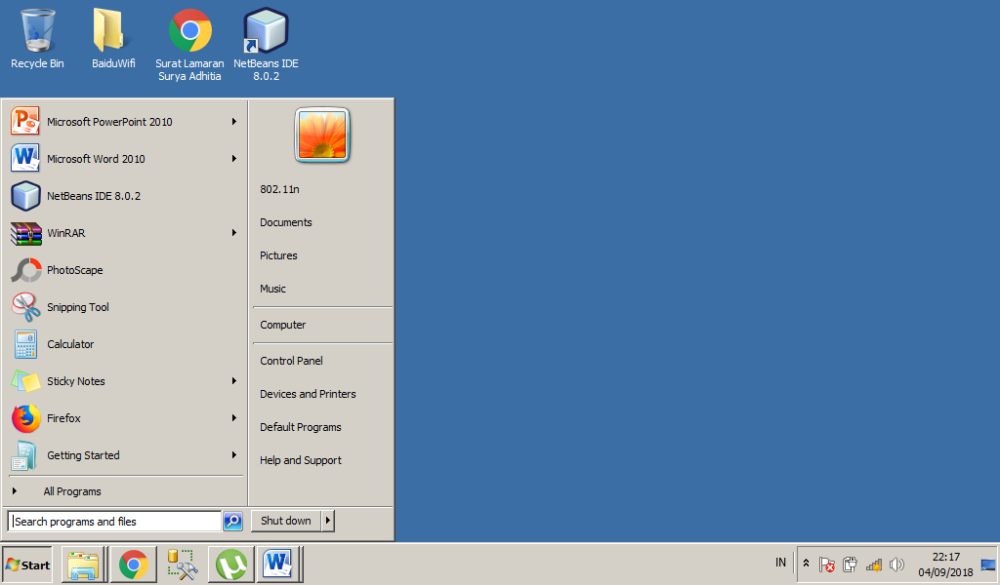 Recycle Bin
BaiduWifi
Surat Lamaran
Surya Adhitia
NetBeans IDE
8.0.2
Microsoft PowerPoint 2010
Microsoft Word 2010
NetBeans IDE 8.0.2
WinRAR
PhotoScape
Snipping Tool
Calculator
Sticky Notes
Firefox
Getting Started
All Programs
Search programs and files
802.11n
Documents
Pictures
Music
Computer
Control Panel
Devices and Printers
Default Programs
Help and Support
Shut down
Start
IN
22:17
04/09/2018